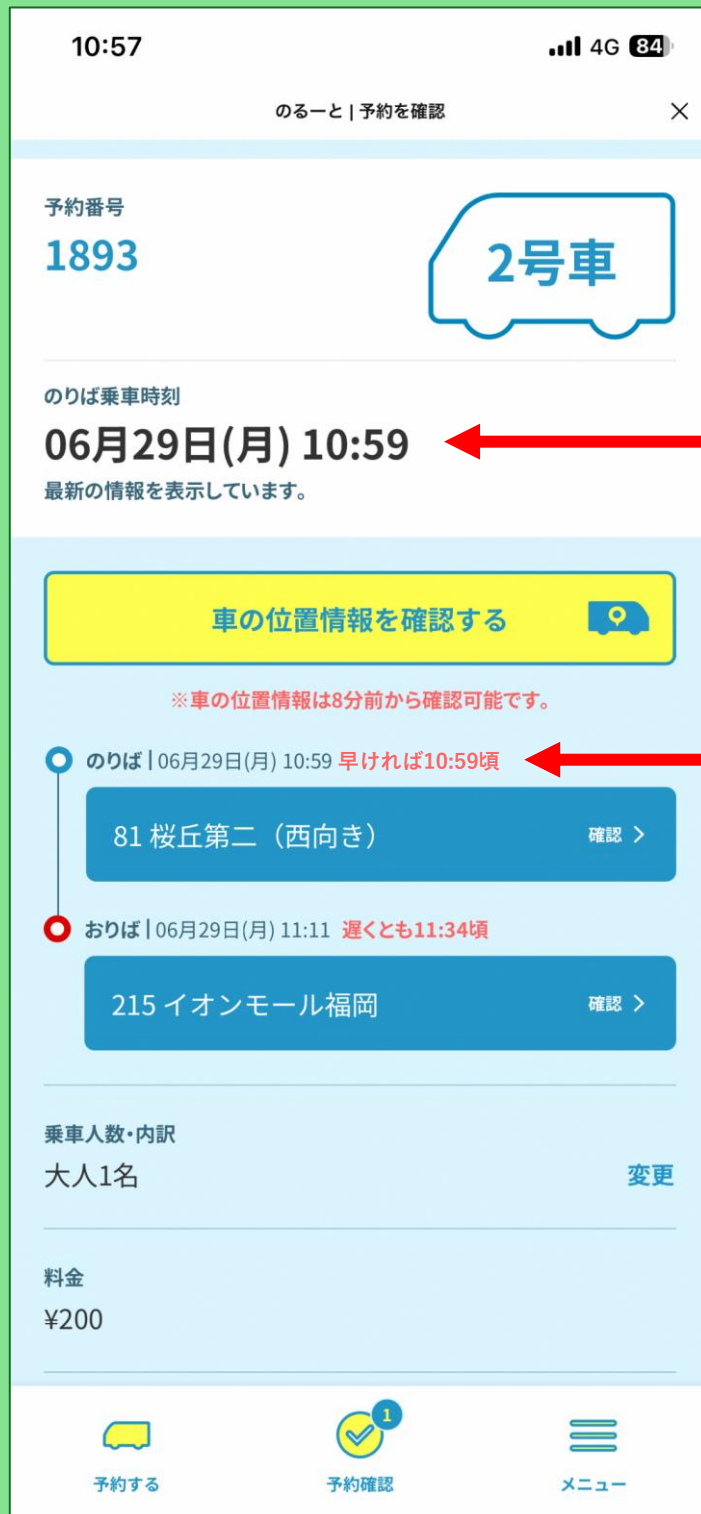 10:57 4G 84
のるーと | 予約を確認 ×
予約番号
1893
2号車
のりば乗車時刻
06月29日(月) 10:59
最新の情報を表示しています。
車の位置情報を確認する
※車の位置情報は8分前から確認可能です。
のりば | 06月29日(月) 10:59 早ければ10:59頃
81 桜丘第二（西向き） 確認 >
おりば | 06月29日(月) 11:11 遅くとも11:34頃
215 イオンモール福岡 確認 >
乗車人数・内訳
大人1名 変更
料金
¥200
1
予約する 予約確認 メニュー